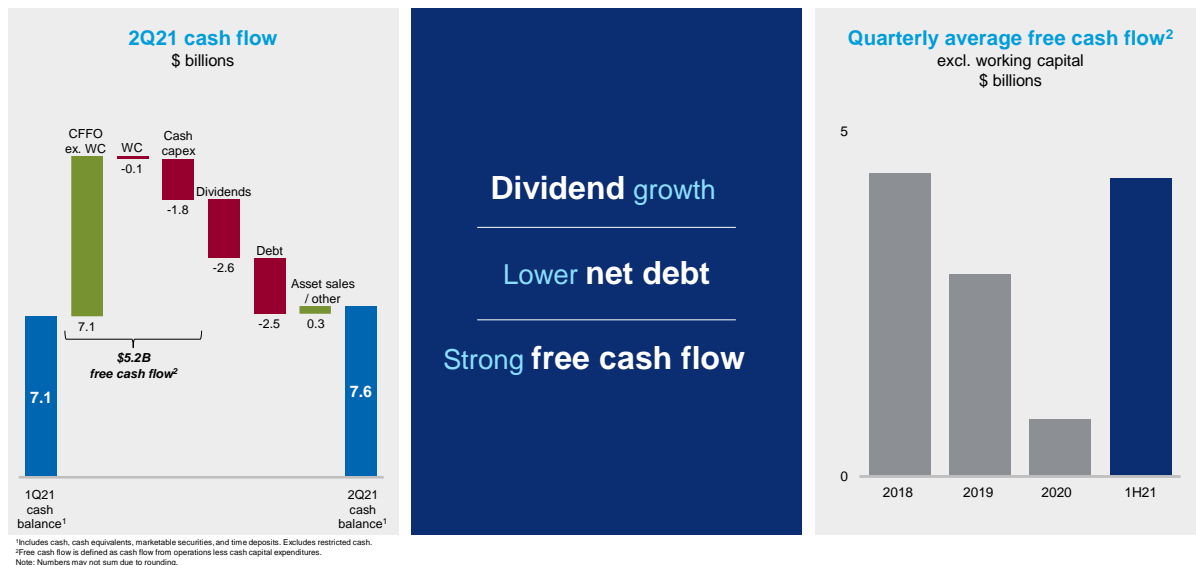 2Q21 cash flow
$ billions
CFFO
ex. WC
WC
-0.1
Cash
capex
-1.8
Dividends
-2.6
Debt
-2.5
Asset sales
/ other
0.3
7.1
$5.2B
free cash flow²
7.1
7.6
1Q21
cash
balance¹
2Q21
cash
balance¹
¹Includes cash, cash equivalents, marketable securities, and time deposits. Excludes restricted cash.
²Free cash flow is defined as cash flow from operations less cash capital expenditures.
Note: Numbers may not sum due to rounding.
Dividend growth
Lower net debt
Strong free cash flow
Quarterly average free cash flow²
excl. working capital
$ billions
5
0
2018
2019
2020
1H21